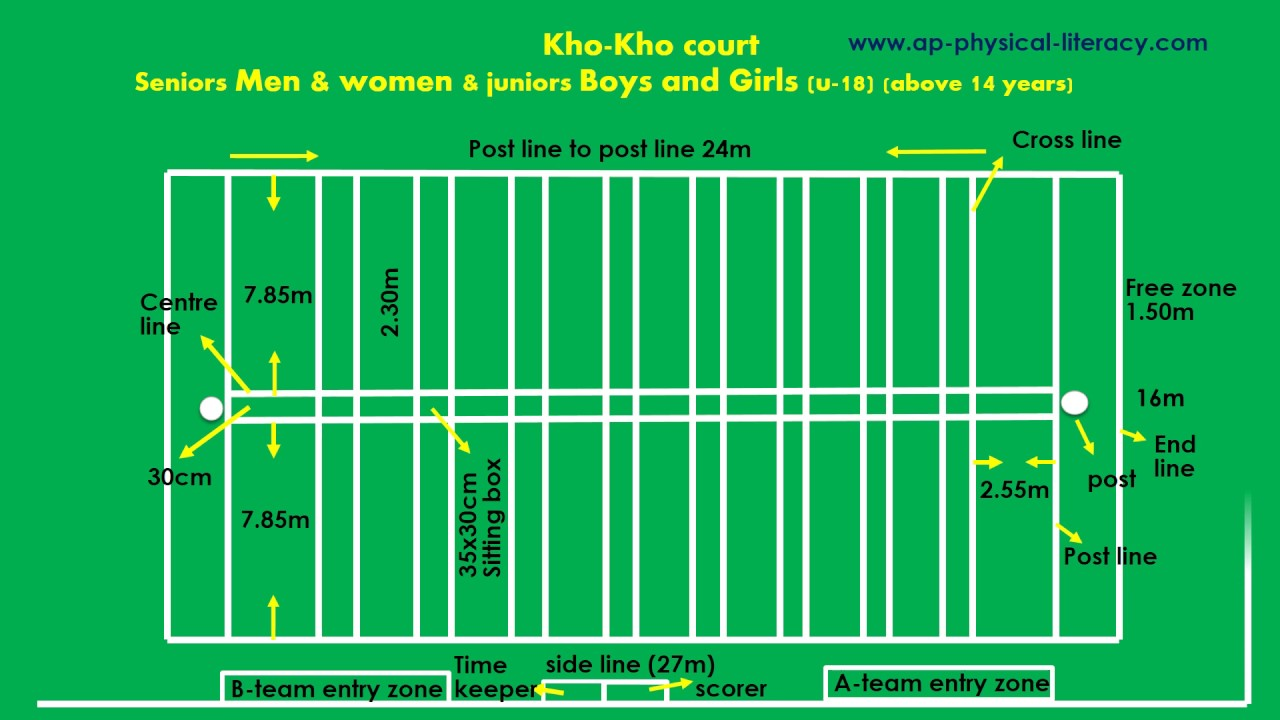 Kho-Kho court
www.ap-physical-literacy.com
Seniors Men & women & juniors Boys and Girls (u-18) (above 14 years)
Post line to post line 24m
Cross line
7.85m
2.30m
Centre
line
Free zone
1.50m
16m
End
line
30cm
35x30cm
Sitting box
2.55m
post
7.85m
Post line
Time
keeper
side line (27m)
scorer
B-team entry zone
A-team entry zone